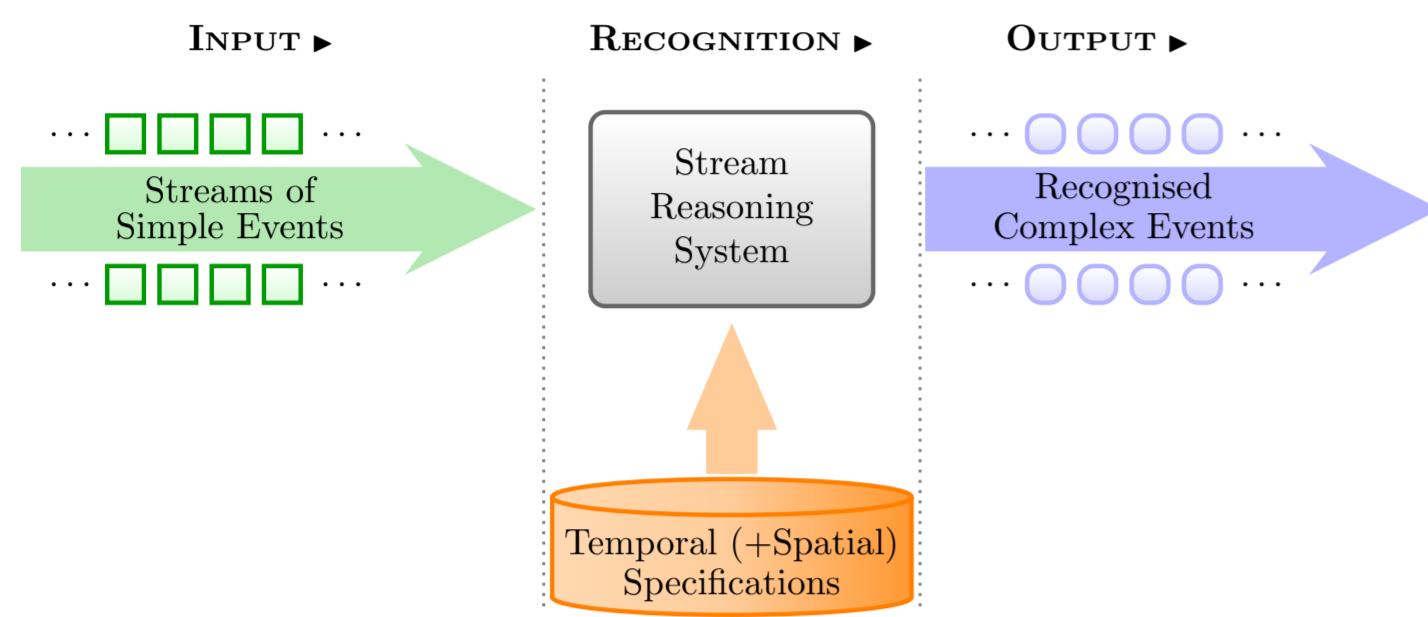 INPUT ►
RECOGNITION ►
OUTPUT ►
··· ···
Streams of
Simple Events
··· ···
Stream
Reasoning
System
··· ···
Recognised
Complex Events
··· ···
Temporal (+Spatial)
Specifications